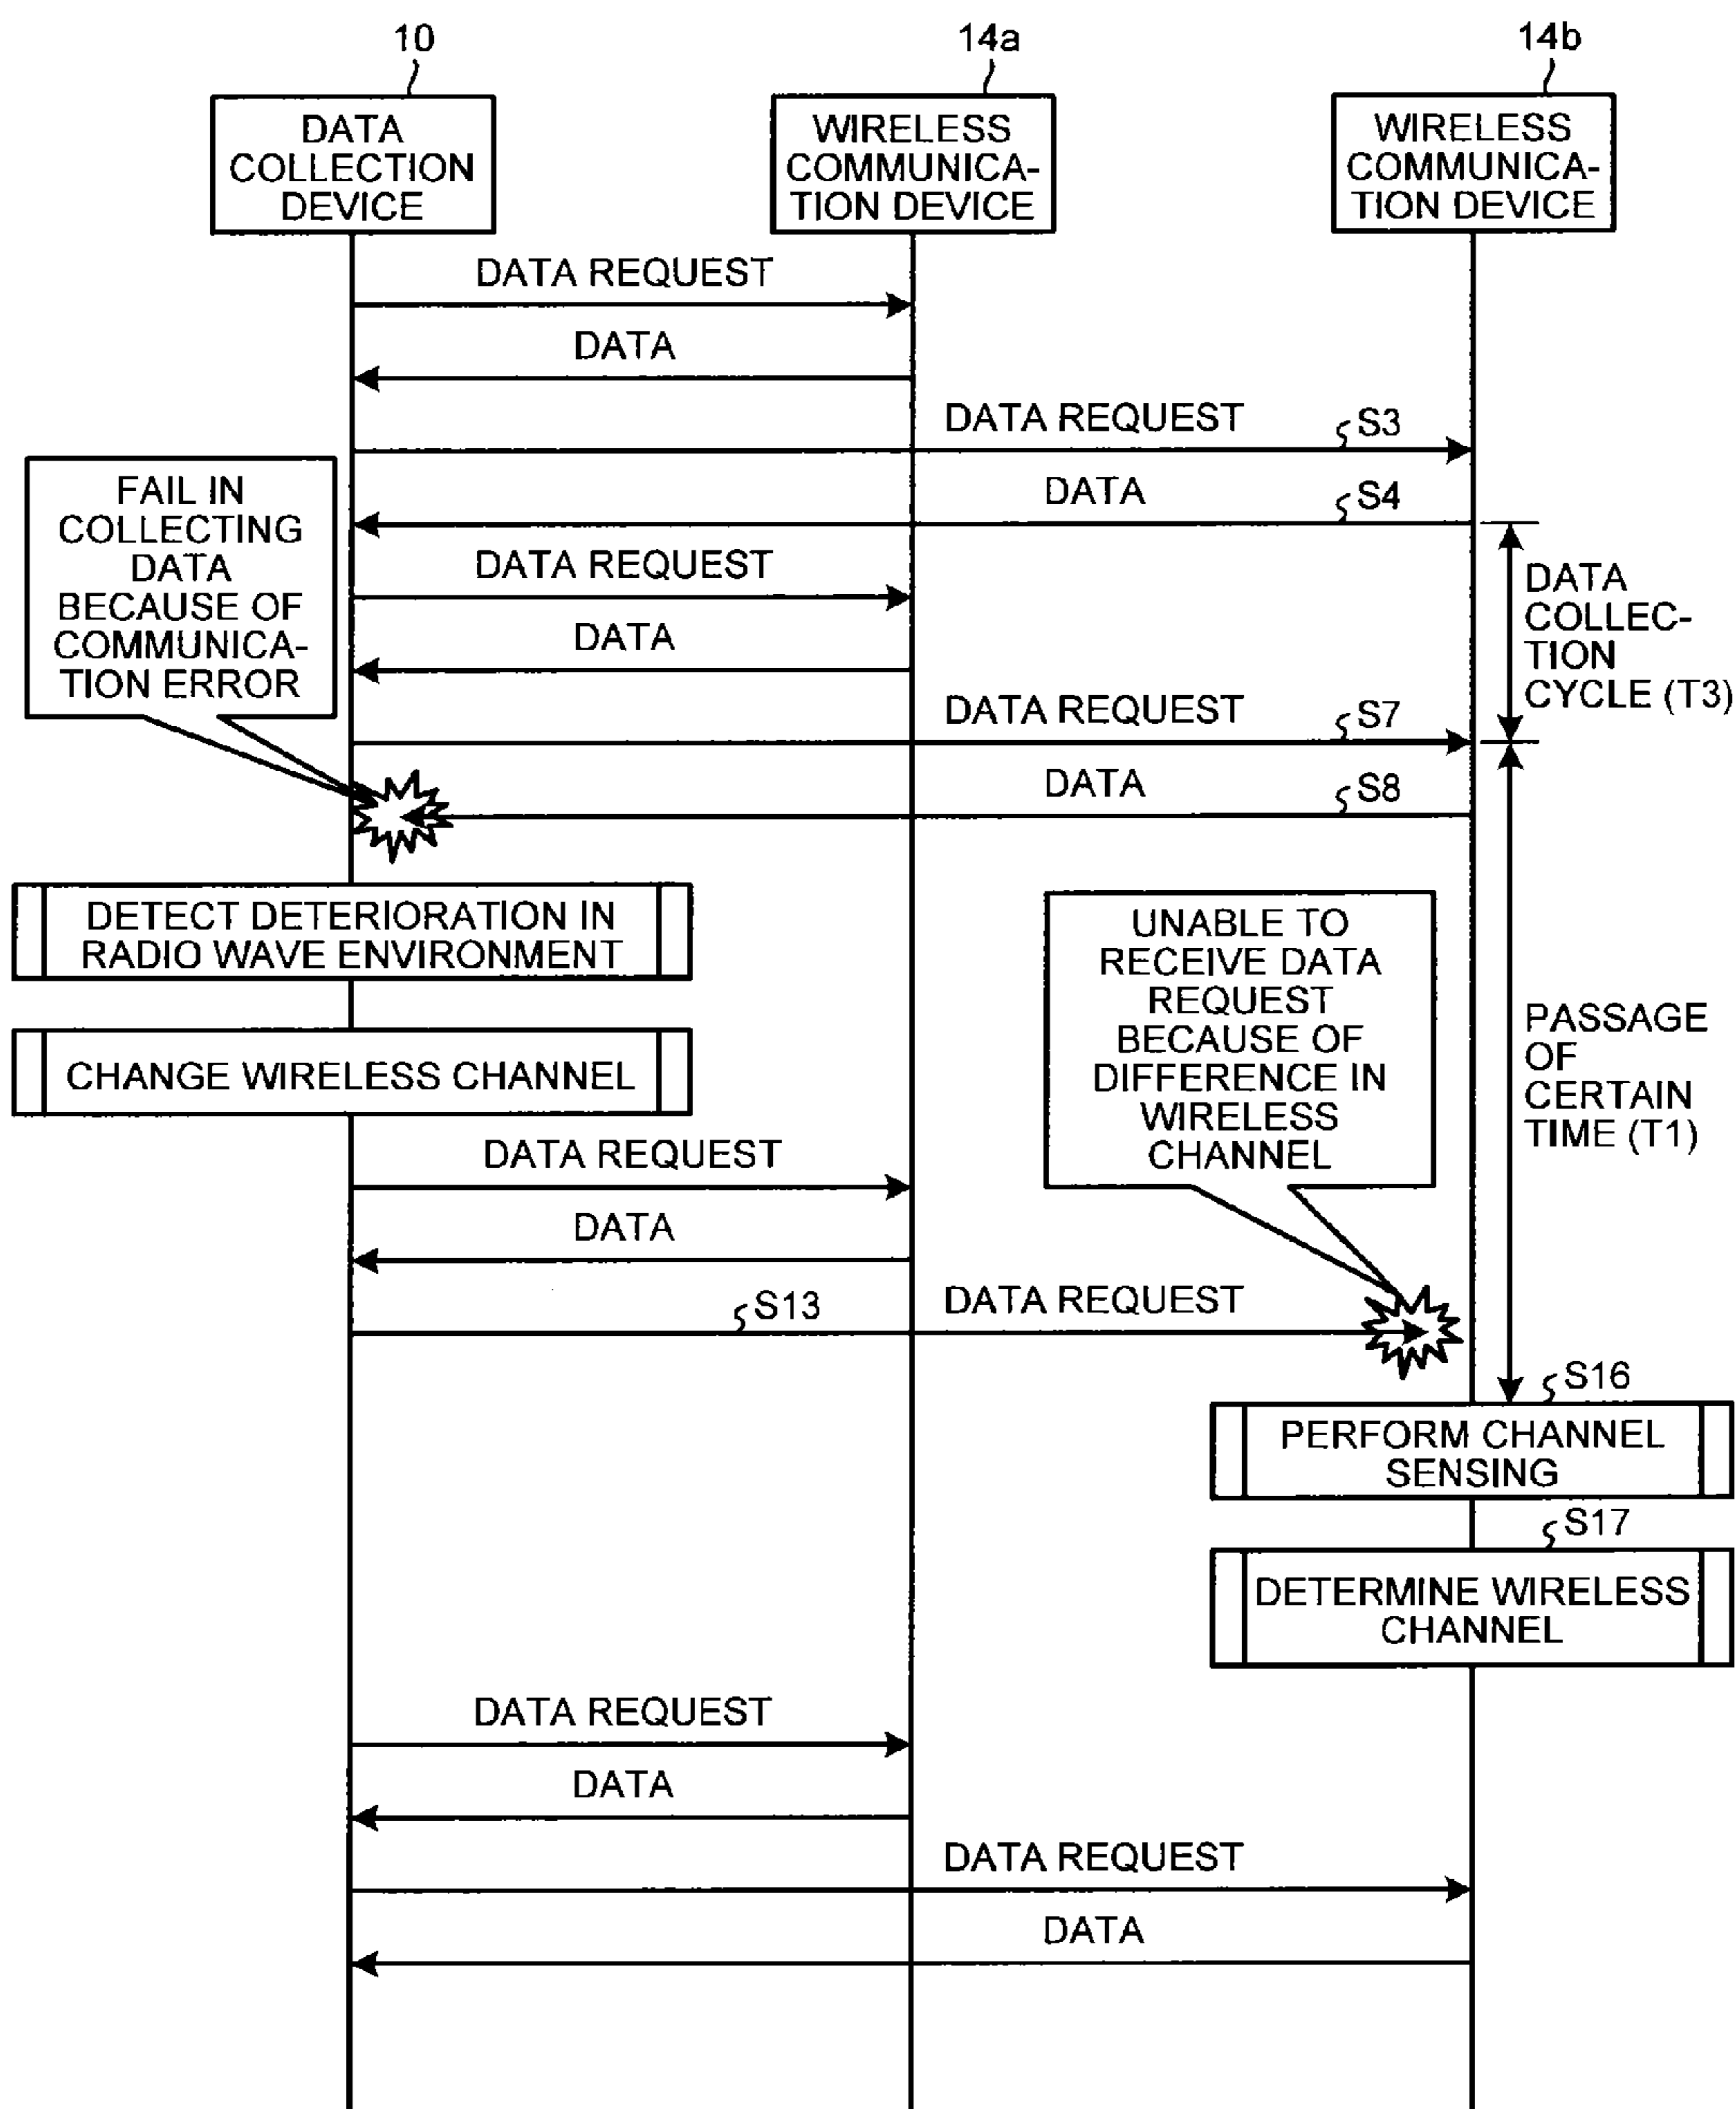 10
14a
14b
DATA
COLLECTION
DEVICE
WIRELESS
COMMUNICA-
TION DEVICE
WIRELESS
COMMUNICA-
TION DEVICE
DATA REQUEST
DATA
DATA REQUEST
S3
FAIL IN
COLLECTING
DATA
BECAUSE OF
COMMUNICA-
TION ERROR
DATA
S4
DATA REQUEST
DATA
DATA
COLLEC-
TION
CYCLE (T3)
DATA REQUEST
S7
DATA
S8
DETECT DETERIORATION IN
RADIO WAVE ENVIRONMENT
CHANGE WIRELESS CHANNEL
UNABLE TO
RECEIVE DATA
REQUEST
BECAUSE OF
DIFFERENCE IN
WIRELESS
CHANNEL
PASSAGE
OF
CERTAIN
TIME (T1)
DATA REQUEST
DATA
S13
DATA REQUEST
S16
PERFORM CHANNEL
SENSING
S17
DETERMINE WIRELESS
CHANNEL
DATA REQUEST
DATA
DATA REQUEST
DATA